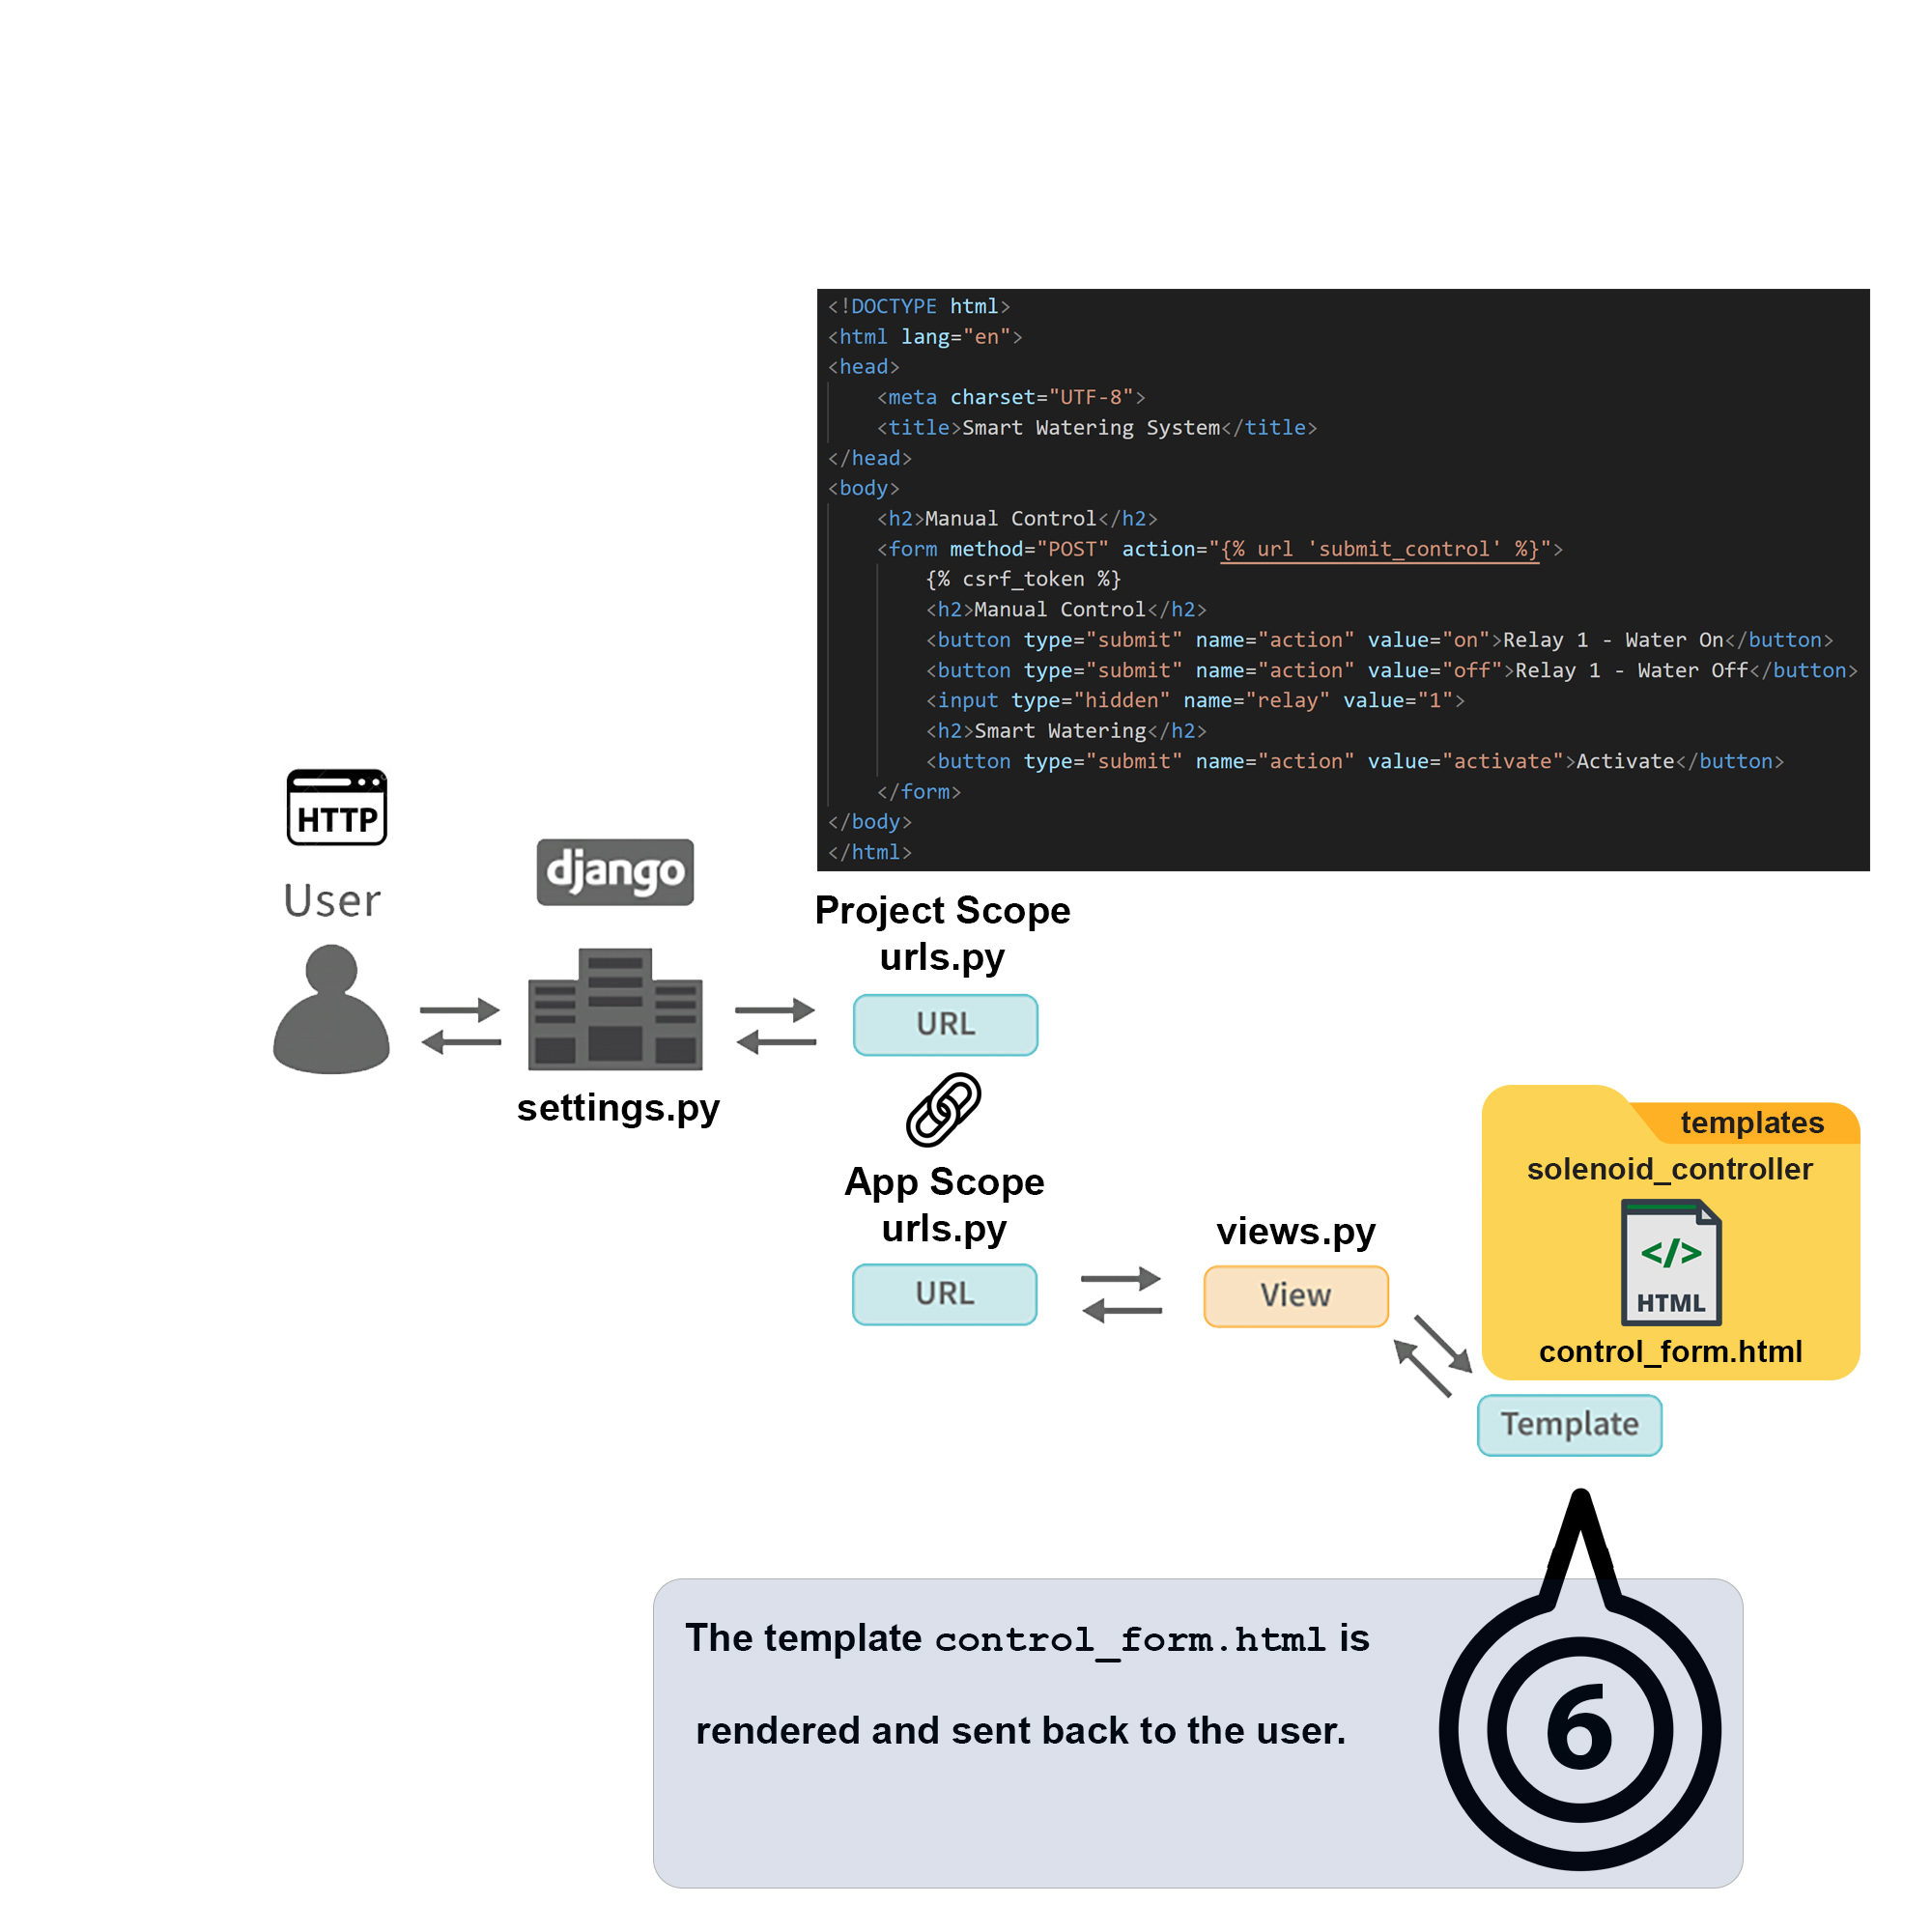 <!DOCTYPE html>
<html lang="en">
<head>
    <meta charset="UTF-8">
    <title>Smart Watering System</title>
</head>
<body>
    <h2>Manual Control</h2>
    <form method="POST" action="{% url 'submit_control' %}">
        {% csrf_token %}
        <h2>Manual Control</h2>
        <button type="submit" name="action" value="on">Relay 1 - Water On</button>
        <button type="submit" name="action" value="off">Relay 1 - Water Off</button>
        <input type="hidden" name="relay" value="1">
        <h2>Smart Watering</h2>
        <button type="submit" name="action" value="activate">Activate</button>
    </form>
</body>
</html>
HTTP
User
django
settings.py
Project Scope
urls.py
URL
App Scope
urls.py
URL
views.py
View
templates
solenoid_controller
</>
HTML
control_form.html
Template
The template control_form.html is
rendered and sent back to the user.
6